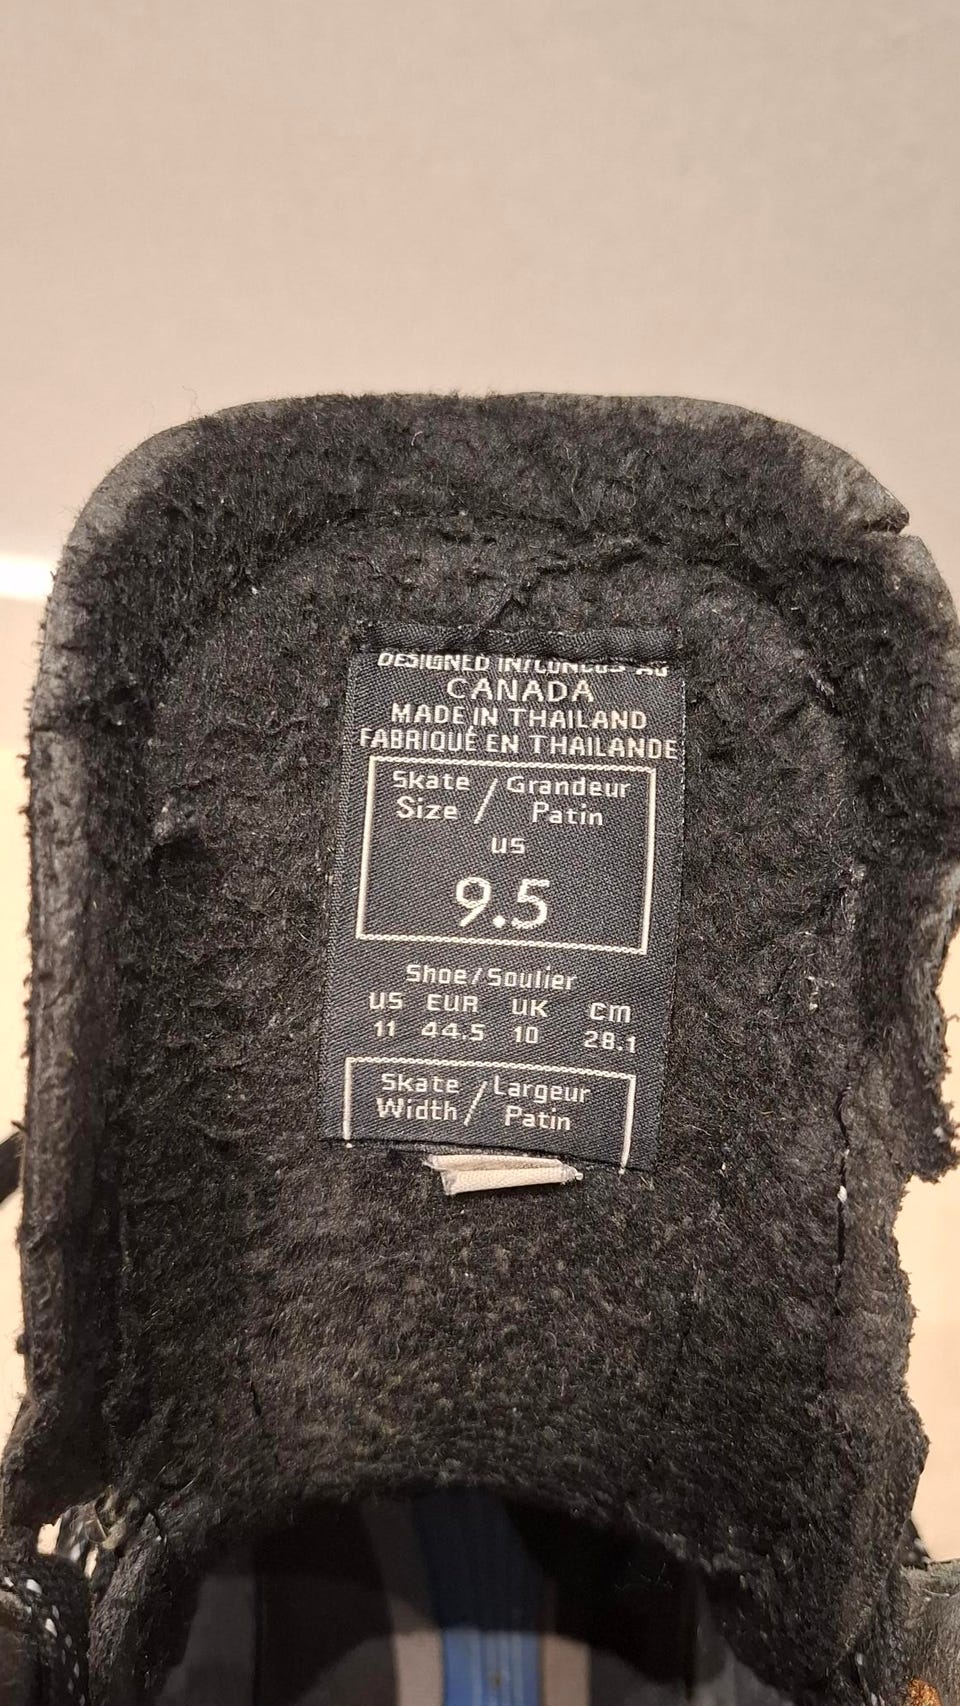 DESIGNED IN/CONÇUS AU
CANADA
MADE IN THAILAND
FABRIQUÉ EN THAILANDE
Skate / Grandeur
Size / Patin
US
9.5
Shoe/Soulier
US EUR UK cm
11 44.5 10 28.1
Skate / Largeur
Width / Patin